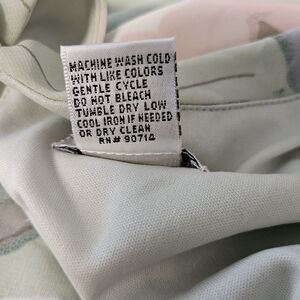 MACHINE WASH COLD
WITH LIKE COLORS
GENTLE CYCLE
DO NOT BLEACH
TUMBLE DRY LOW
COOL IRON IF NEEDED
OR DRY CLEAN
RN# 90714